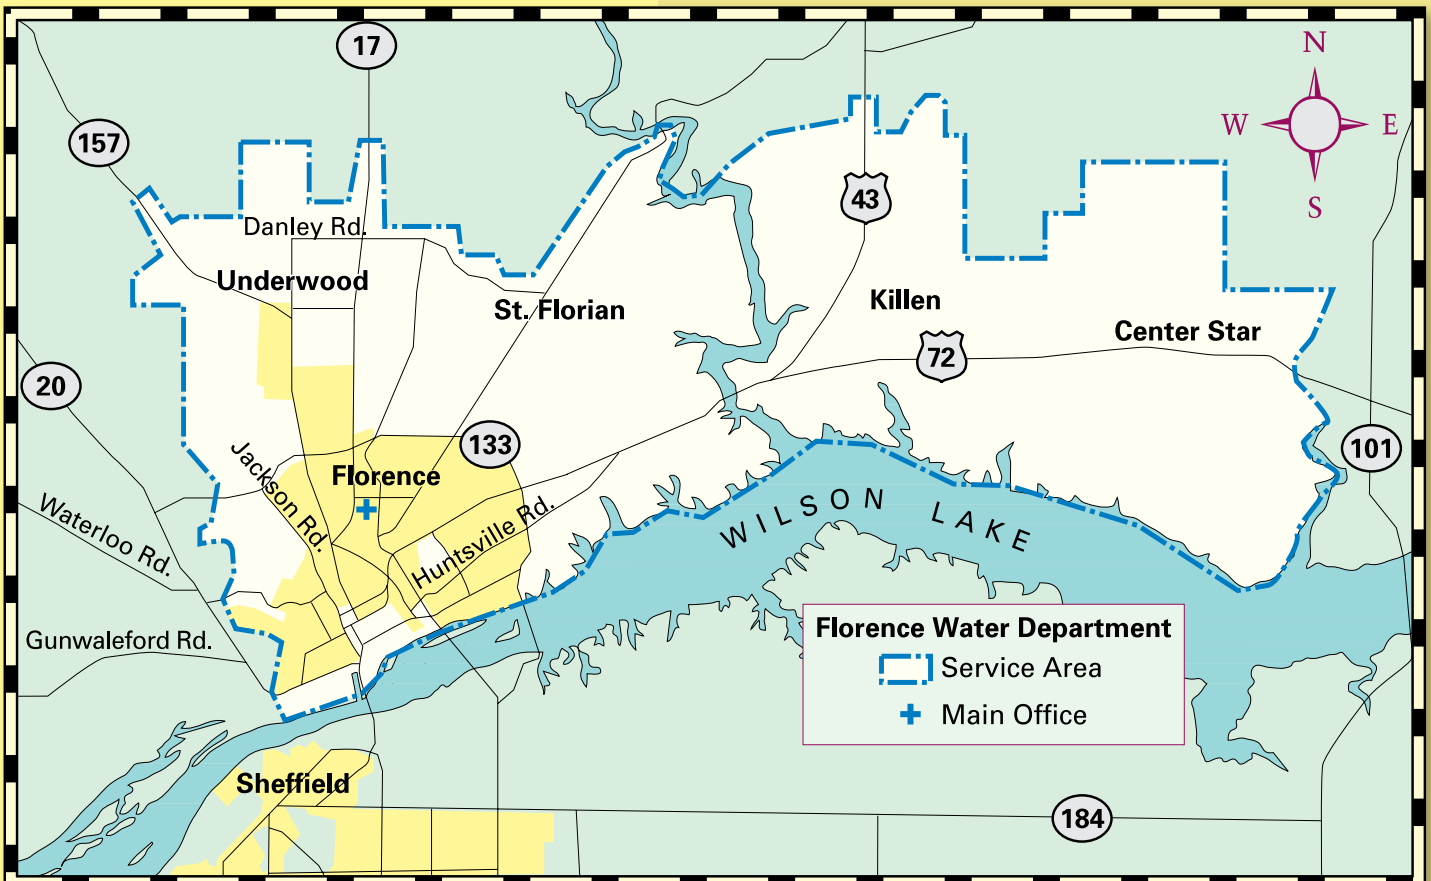 17
N
W E
S
157
43
Danley Rd.
Underwood
St. Florian
Killen
Center Star
72
20
133
101
Jackson Rd.
Florence
Waterloo Rd.
Huntsville Rd.
WILSON LAKE
Gunwaleford Rd.
Florence Water Department
Service Area
Main Office
Sheffield
184